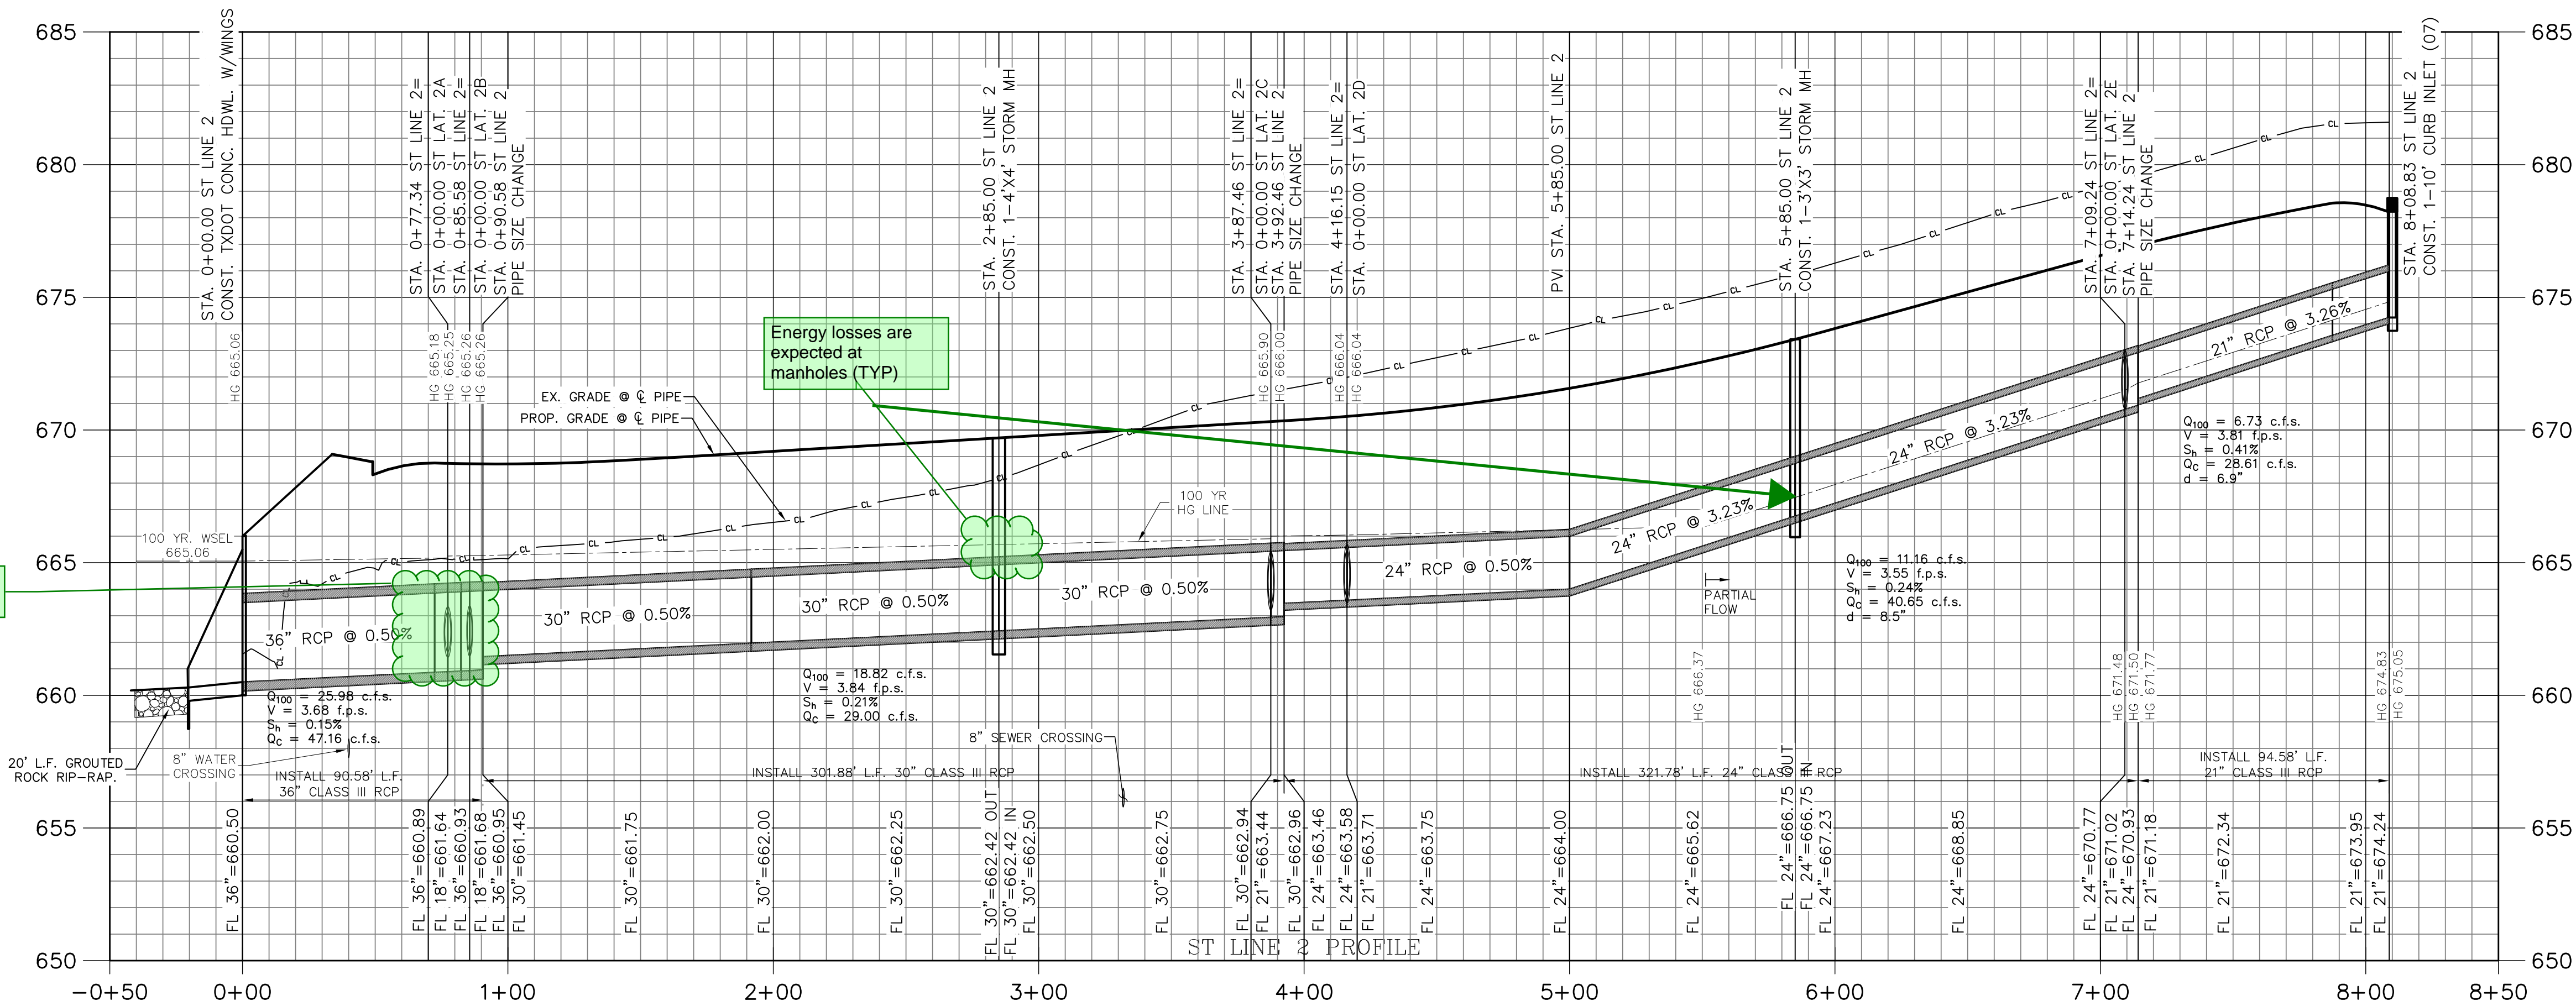 685
680
675
670
665
660
655
650
685
680
675
670
665
660
655
650
STA. 0+00.00 ST LINE 2
CONST. TXDOT CONC. HDWL. W/WINGS
STA. 0+77.34 ST LINE 2=
STA. 0+00.00 ST LAT. 2A
STA. 0+85.58 ST LINE 2=
STA. 0+00.00 ST LAT. 2B
STA. 0+90.58 ST LINE 2
PIPE SIZE CHANGE
STA. 2+85.00 ST LINE 2
CONST. 1-4'X4' STORM MH
STA. 3+87.46 ST LINE 2=
STA. 0+00.00 ST LAT. 2C
STA. 3+92.46 ST LINE 2
PIPE SIZE CHANGE
STA. 4+16.15 ST LINE 2=
STA. 0+00.00 ST LAT. 2D
PVI STA. 5+85.00 ST LINE 2
STA. 5+85.00 ST LINE 2
CONST. 1-3'X3' STORM MH
STA. 7+09.24 ST LINE 2=
STA. 0+00.00 ST LAT. 2E
STA. 7+14.24 ST LINE 2
PIPE SIZE CHANGE
STA. 8+08.83 ST LINE 2
CONST. 1-10' CURB INLET (07)
HG 665.06
HG 665.18
HG 665.25
HG 665.26
HG 665.26
HG 665.90
HG 666.00
HG 666.04
HG 666.04
HG 666.37
HG 671.48
HG 671.50
HG 671.77
HG 674.83
HG 675.05
Energy losses are
expected at
manholes (TYP)
EX. GRADE @ ℄ PIPE
PROP. GRADE @ ℄ PIPE
100 YR
HG LINE
100 YR. WSEL
665.06
36" RCP @ 0.50%
30" RCP @ 0.50%
30" RCP @ 0.50%
30" RCP @ 0.50%
24" RCP @ 0.50%
24" RCP @ 3.23%
24" RCP @ 3.23%
21" RCP @ 3.26%
PARTIAL
FLOW
Q100 = 25.98 c.f.s.
V = 3.68 f.p.s.
Sh = 0.15%
QC = 47.16 c.f.s.
Q100 = 18.82 c.f.s.
V = 3.84 f.p.s.
Sh = 0.21%
QC = 29.00 c.f.s.
Q100 = 11.16 c.f.s.
V = 3.55 f.p.s.
Sh = 0.24%
QC = 40.65 c.f.s.
d = 8.5"
Q100 = 6.73 c.f.s.
V = 3.81 f.p.s.
Sh = 0.41%
QC = 28.61 c.f.s.
d = 6.9"
20' L.F. GROUTED
ROCK RIP-RAP.
8" WATER
CROSSING
8" SEWER CROSSING
INSTALL 90.58' L.F.
36" CLASS III RCP
INSTALL 301.88' L.F. 30" CLASS III RCP
INSTALL 321.78' L.F. 24" CLASS III RCP
INSTALL 94.58' L.F.
21" CLASS III RCP
FL 36"=660.50
FL 36"=660.89
FL 18"=661.64
FL 36"=660.93
FL 18"=661.68
FL 36"=660.95
FL 30"=661.45
FL 30"=661.75
FL 30"=662.00
FL 30"=662.25
FL 30"=662.42 OUT
FL 30"=662.42 IN
FL 30"=662.50
FL 30"=662.75
FL 30"=662.94
FL 21"=663.44
FL 30"=662.96
FL 24"=663.46
FL 24"=663.58
FL 21"=663.71
FL 24"=663.75
FL 24"=664.00
FL 24"=665.62
FL 24"=666.75 OUT
FL 24"=666.75 IN
FL 24"=667.23
FL 24"=668.85
FL 24"=670.77
FL 21"=671.02
FL 24"=670.93
FL 21"=671.18
FL 21"=672.34
FL 21"=673.95
FL 21"=674.24
ST LINE 2 PROFILE
-0+50
0+00
1+00
2+00
3+00
4+00
5+00
6+00
7+00
8+00
8+50